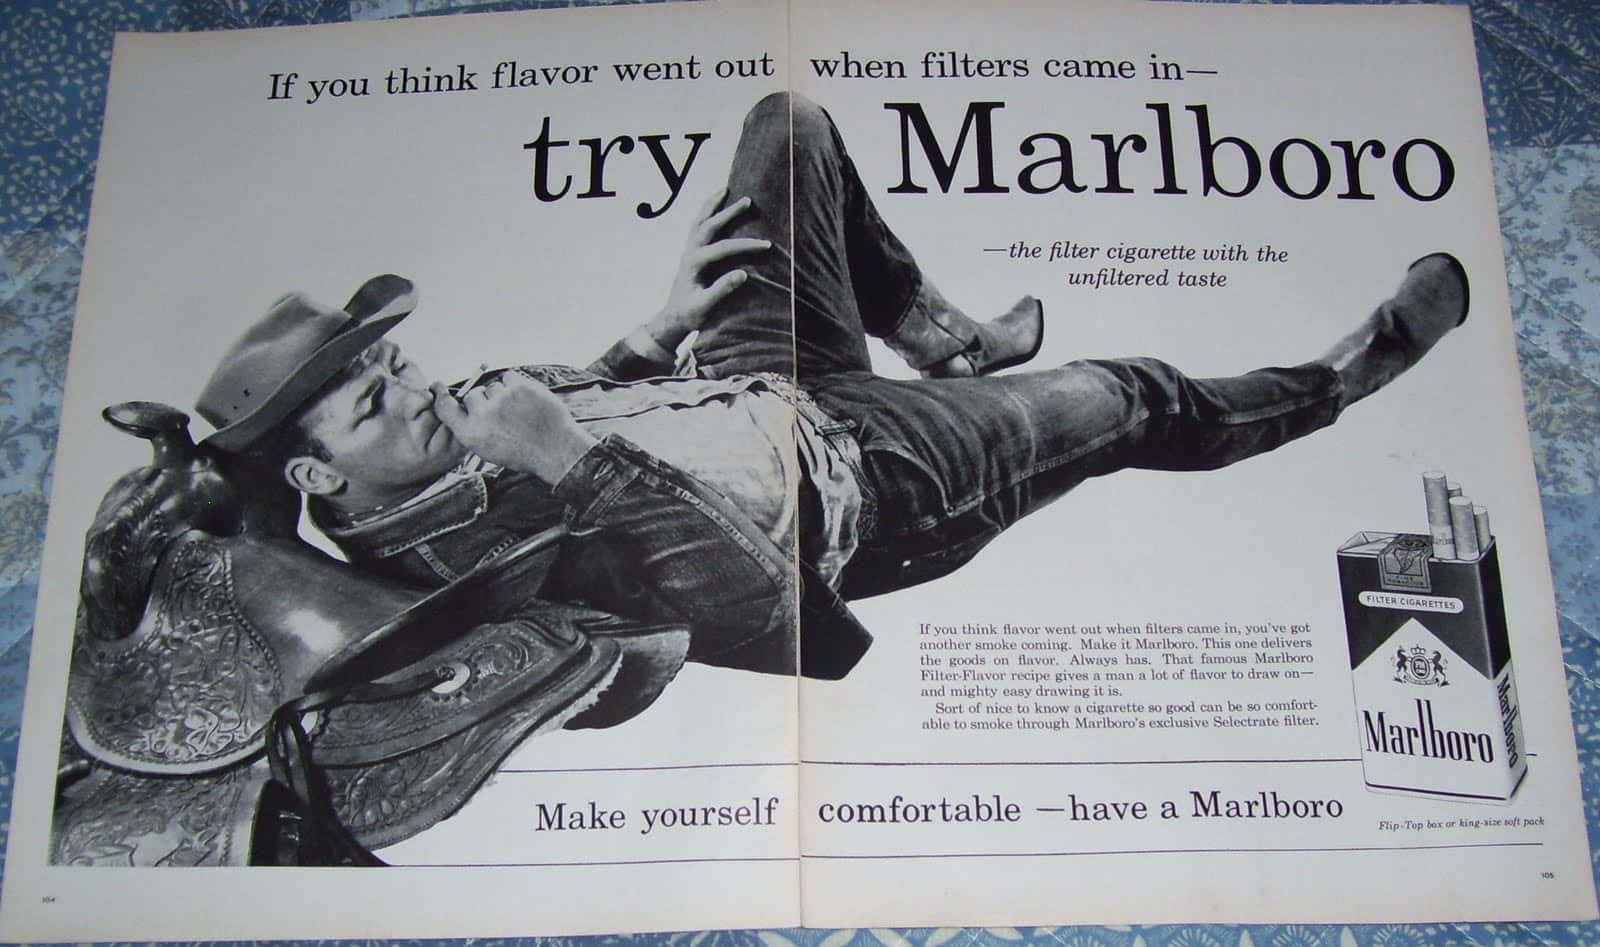 If you think flavor went out when filters came in—
try Marlboro
—the filter cigarette with the
unfiltered taste
If you think flavor went out when filters came in, you've got
another smoke coming. Make it Marlboro. This one delivers
the goods on flavor. Always has. That famous Marlboro
Filter-Flavor recipe gives a man a lot of flavor to draw on—
and mighty easy drawing it is.
Sort of nice to know a cigarette so good can be so comfort-
able to smoke through Marlboro's exclusive Selectrate filter.
FILTER CIGARETTES
Marlboro
Marlboro
Make yourself comfortable —have a Marlboro
Flip-Top box or king-size soft pack
104
105